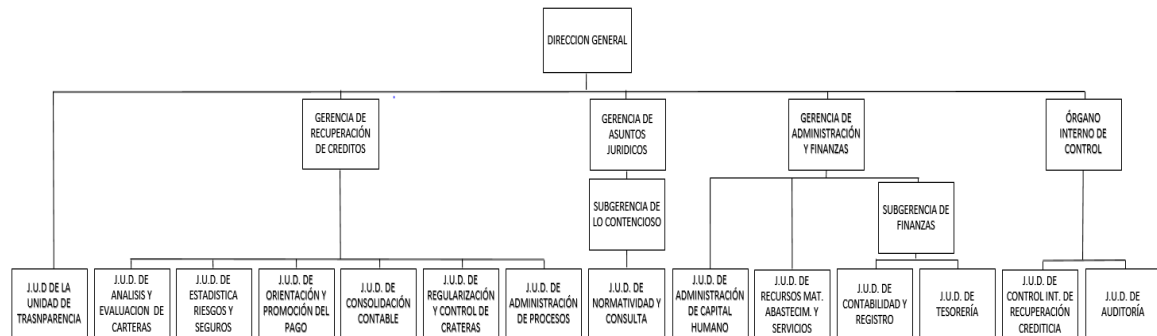 DIRECCION GENERAL
GERENCIA DE
RECUPERACIÓN
DE CREDITOS
GERENCIA DE
ASUNTOS
JURIDICOS
GERENCIA DE
ADMINISTRACIÓN
Y FINANZAS
ÓRGANO
INTERNO DE
CONTROL
SUBGERENCIA DE
LO CONTENCIOSO
SUBGERENCIA DE
FINANZAS
J.U.D DE LA
UNIDAD DE
TRASNPARENCIA
J.U.D. DE
ANALISIS Y
EVALUACION DE
CARTERAS
J.U.D. DE
ESTADISTICA
RIESGOS Y
SEGUROS
J.U.D. DE
ORIENTACIÓN Y
PROMOCIÓN DEL
PAGO
J.U.D. DE
CONSOLIDACIÓN
CONTABLE
J.U.D. DE
REGULARIZACIÓN
Y CONTROL DE
CRATERAS
J.U.D. DE
ADMINISTRACIÓN
DE PROCESOS
J.U.D. DE
NORMATIVIDAD Y
CONSULTA
J.U.D. DE
ADMINISTRACIÓN
DE CAPITAL
HUMANO
J.U.D. DE
RECURSOS MAT.
ABASTECIM. Y
SERVICIOS
J.U.D. DE
CONTABILIDAD Y
REGISTRO
J.U.D. DE
TESORERÍA
J.U.D. DE
CONTROL INT. DE
RECUPERACIÓN
CREDITICIA
J.U.D. DE
AUDITORÍA